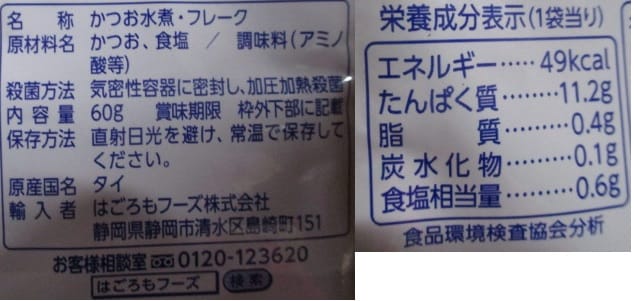 名称 かつお水煮・フレーク
原材料名 かつお、食塩 / 調味料(アミノ
酸等)
殺菌方法 気密性容器に密封し、加圧加熱殺菌
内容量 60g 賞味期限 枠外下部に記載
保存方法 直射日光を避け、常温で保存して
ください。
原産国名 タイ
輸入者 はごろもフーズ株式会社
静岡県静岡市清水区島崎町151
お客様相談室 0120-123620
はごろもフーズ 検索
栄養成分表示(1袋当り)
エネルギー…… 49kcal
たんぱく質……… 11.2g
脂質……… 0.4g
炭水化物……… 0.1g
食塩相当量……… 0.6g
食品環境検査協会分析